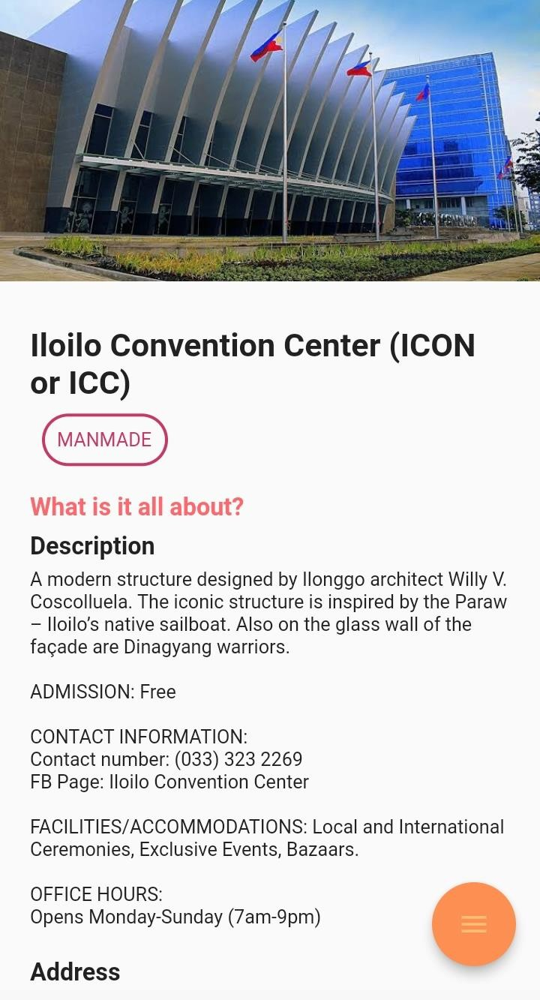 Iloilo Convention Center (ICON
or ICC)
MANMADE
What is it all about?
Description
A modern structure designed by Ilonggo architect Willy V.
Coscolluela. The iconic structure is inspired by the Paraw
– Iloilo’s native sailboat. Also on the glass wall of the
façade are Dinagyang warriors.
ADMISSION: Free
CONTACT INFORMATION:
Contact number: (033) 323 2269
FB Page: Iloilo Convention Center
FACILITIES/ACCOMMODATIONS: Local and International
Ceremonies, Exclusive Events, Bazaars.
OFFICE HOURS:
Opens Monday-Sunday (7am-9pm)
Address